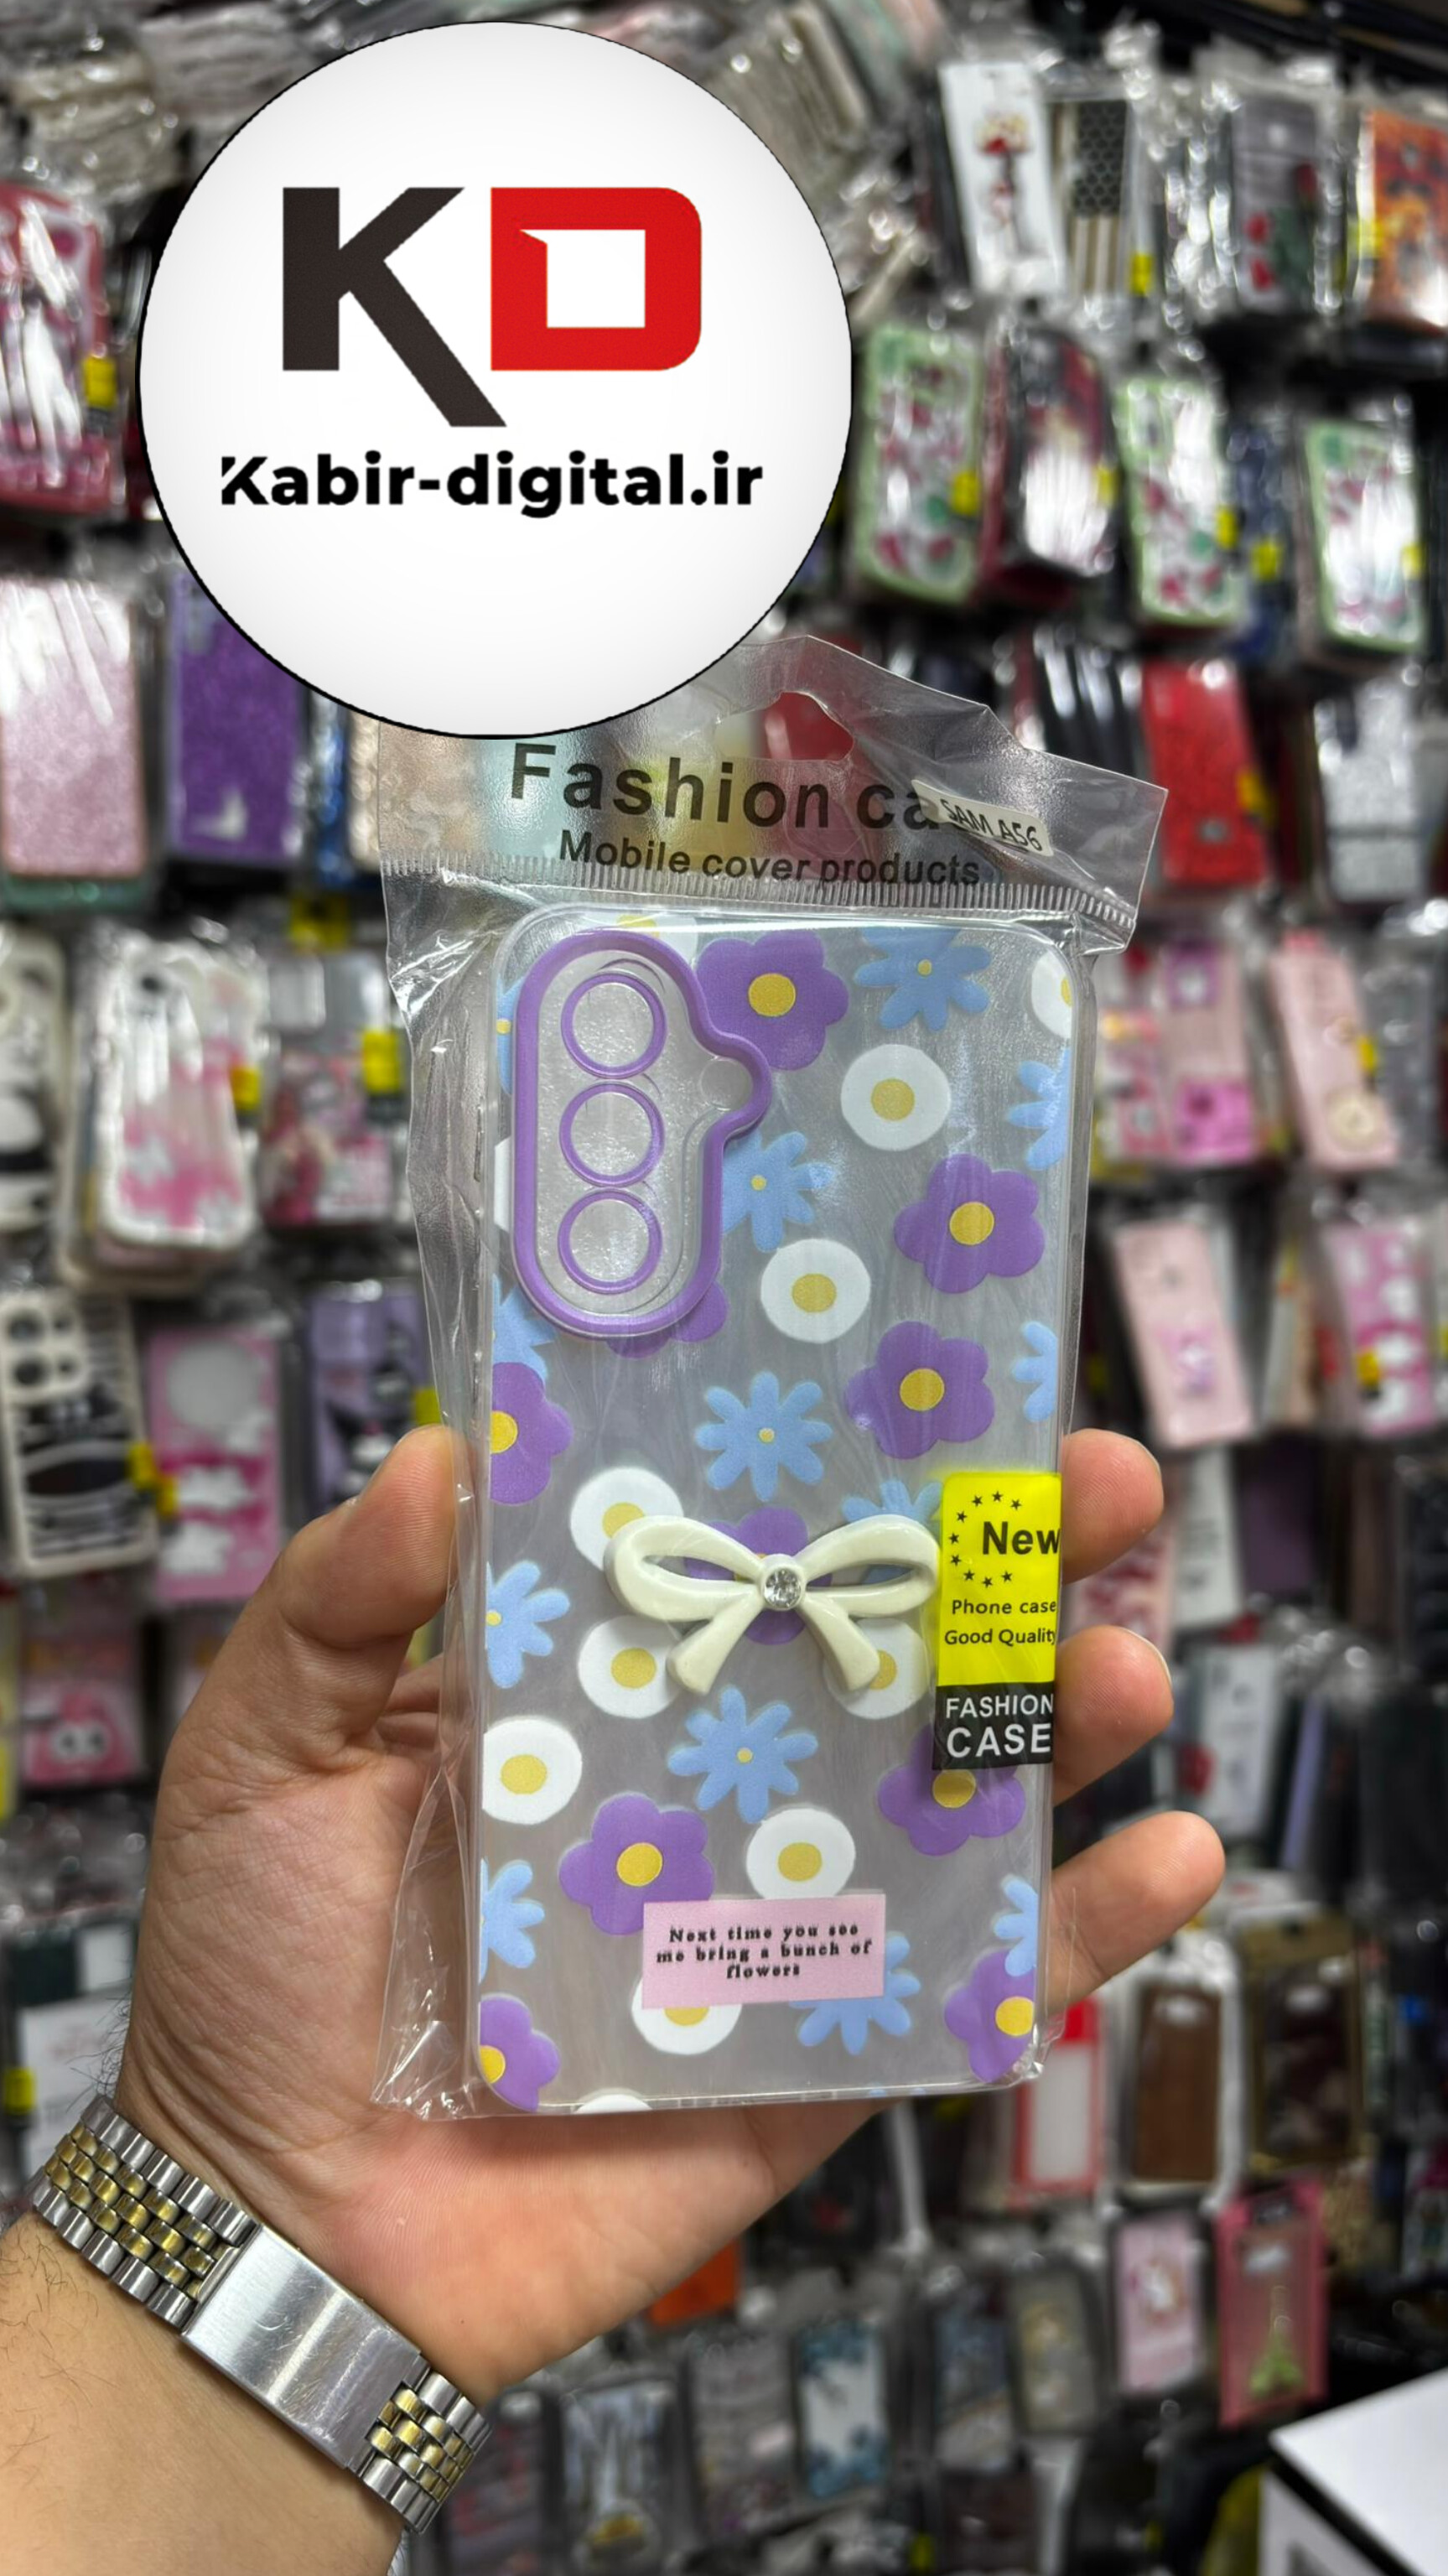 KD
Kabir-digital.ir
Fashion ca
SAM A56
Mobile cover products
New
Phone case
Good Quality
FASHION
CASE
Next time you see
me bring a bunch of
flowers